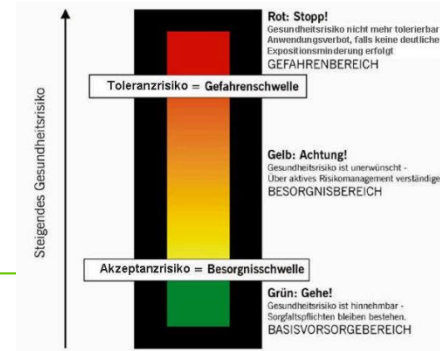 Rot: Stopp!
Gesundheitsrisiko nicht mehr tolerierbar
Anwendungsverbot, falls keine deutliche
Expositionsminderung erfolgt
GEFAHRENBEREICH
Toleranzrisiko = Gefahrenschwelle
Steigendes Gesundheitsrisiko
Gelb: Achtung!
Gesundheitsrisiko ist unerwünscht -
Über aktives Risikomanagement verständige
BESORGNISBEREICH
Akzeptanzrisiko = Besorgnisschwelle
Grün: Gehe!
Gesundheitsrisiko ist hinnehmbar -
Sorgfaltspflichten bleiben bestehen.
BASISVORSORGEBEREICH